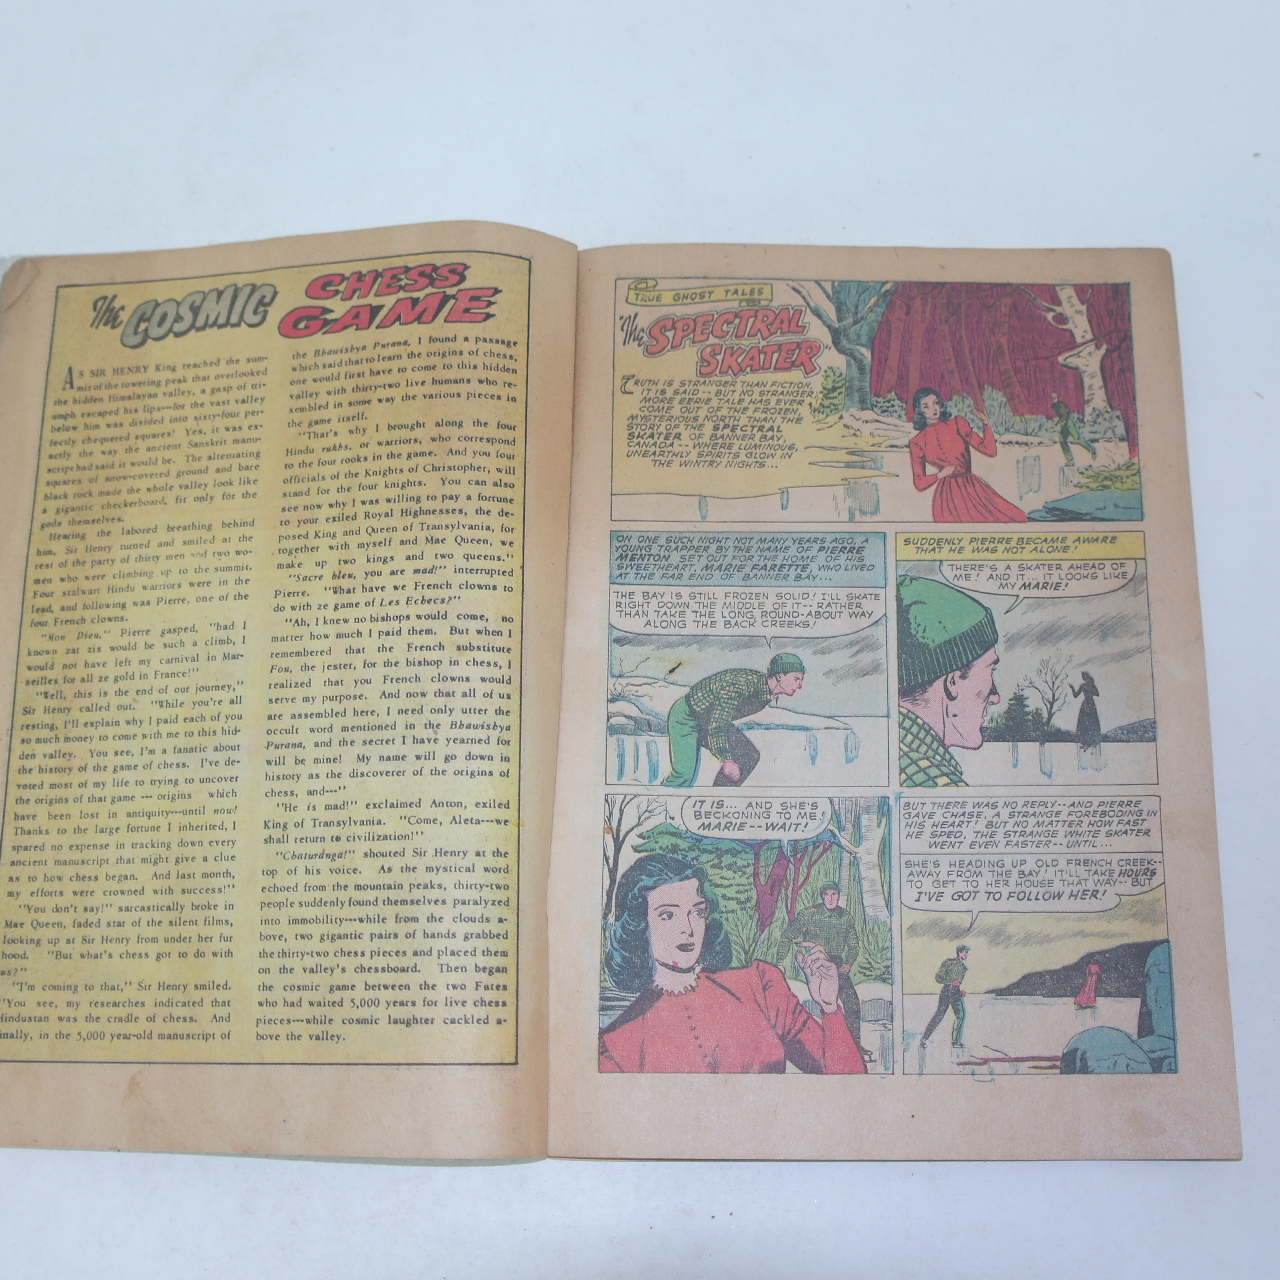 The COSMIC
CHESS
GAME
AS SIR HENRY King reached the sum-
mit of the towering peak that overlooked
the hidden Himalayan valley, a gasp of tri-
umph escaped his lips---for the vast valley
below him was divided into sixty-four per-
fectly chequered squares! Yes, it was ex-
actly the way the ancient Sanskrit manu-
script had said it would be. The alternating
squares of snow-covered ground and bare
black rock made the whole valley look like
a gigantic checkerboard, fit only for the
gods themselves.
Hearing the labored breathing behind
him, Sir Henry turned and smiled at the
rest of the party of thirty men and two wo-
men who were climbing up to the summit.
Four stalwart Hindu warriors were in the
lead, and following was Pierre, one of the
four French clowns.
"Mon Dieu," Pierre gasped, "had I
known zat zis would be such a climb, I
would not have left my carnival in Mar-
seilles for all ze gold in France!"
"Well, this is the end of our journey,"
Sir Henry called out. "While you're all
resting, I'll explain why I paid each of you
so much money to come with me to this hid-
den valley. You see, I'm a fanatic about
the history of the game of chess. I've de-
voted most of my life to trying to uncover
the origins of that game --- origins which
have been lost in antiquity---until now!
Thanks to the large fortune I inherited, I
spared no expense in tracking down every
ancient manuscript that might give a clue
as to how chess began. And last month,
my efforts were crowned with success!"
"You don't say!" sarcastically broke in
Mae Queen, faded star of the silent films,
looking up at Sir Henry from under her fur
hood. "But what's chess got to do with
us?"
"I'm coming to that," Sir Henry smiled.
"You see, my researches indicated that
Hindustan was the cradle of chess. And
inally, in the 5,000 year-old manuscript of
the Bhawishya Purana, I found a passage
which said that to learn the origins of chess,
one would first have to come to this hidden
valley with thirty-two live humans who re-
sembled in some way the various pieces in
the game itself.
"That's why I brought along the four
Hindu rukhs, or warriors, who correspond
to the four rooks in the game. And you four
officials of the Knights of Christopher, will
stand for the four knights. You can also
see now why I was willing to pay a fortune
to your exiled Royal Highnesses, the de-
posed King and Queen of Transylvania, for
together with myself and Mae Queen, we
make up two kings and two queens."
"Sacre bleu, you are mad!" interrupted
Pierre. "What have we French clowns to
do with ze game of Les Echecs?"
"Ah, I knew no bishops would come, no
matter how much I paid them. But when I
remembered that the French substitute
Fou, the jester, for the bishop in chess, I
realized that you French clowns would
serve my purpose. And now that all of us
are assembled here, I need only utter the
occult word mentioned in the Bhawishya
Purana, and the secret I have yearned for
will be mine! My name will go down in
history as the discoverer of the origins of
chess, and---"
"He is mad!" exclaimed Anton, exiled
King of Transylvania. "Come, Aleta---we
shall return to civilization!"
"Chaturanga!" shouted Sir Henry at the
top of his voice. As the mystical word
echoed from the mountain peaks, thirty-two
people suddenly found themselves paralyzed
into immobility---while from the clouds a-
bove, two gigantic pairs of hands grabbed
the thirty-two chess pieces and placed them
on the valley's chessboard. Then began
the cosmic game between the two Fates
who had waited 5,000 years for live chess
pieces---while cosmic laughter cackled a-
bove the valley.
TRUE GHOST TALES
"The SPECTRAL
SKATER"
TRUTH IS STRANGER THAN FICTION,
IT IS SAID -- BUT NO STRANGER,
MORE EERIE TALE HAS EVER
COME OUT OF THE FROZEN,
MYSTERIOUS NORTH THAN THE
STORY OF THE SPECTRAL
SKATER OF BANNER BAY,
CANADA -- WHERE LUMINOUS,
UNEARTHLY SPIRITS GLOW IN
THE WINTRY NIGHTS...
ON ONE SUCH NIGHT NOT MANY YEARS AGO, A
YOUNG TRAPPER BY THE NAME OF PIERRE
MENTON SET OUT FOR THE HOME OF HIS
SWEETHEART, MARIE FARETTE, WHO LIVED
AT THE FAR END OF BANNER BAY...
THE BAY IS STILL FROZEN SOLID! I'LL SKATE
RIGHT DOWN THE MIDDLE OF IT-- RATHER
THAN TAKE THE LONG, ROUND-ABOUT WAY
ALONG THE BACK CREEKS!
SUDDENLY PIERRE BECAME AWARE
THAT HE WAS NOT ALONE!
THERE'S A SKATER AHEAD OF
ME! AND IT... IT LOOKS LIKE
MY MARIE!
IT IS... AND SHE'S
BECKONING TO ME!
MARIE--WAIT!
BUT THERE WAS NO REPLY--AND PIERRE
GAVE CHASE, A STRANGE FOREBODING IN
HIS HEART! BUT NO MATTER HOW FAST
HE SPED, THE STRANGE WHITE SKATER
WENT EVEN FASTER--UNTIL...
SHE'S HEADING UP OLD FRENCH CREEK--
AWAY FROM THE BAY! IT'LL TAKE HOURS
TO GET TO HER HOUSE THAT WAY--BUT
I'VE GOT TO FOLLOW HER!
1